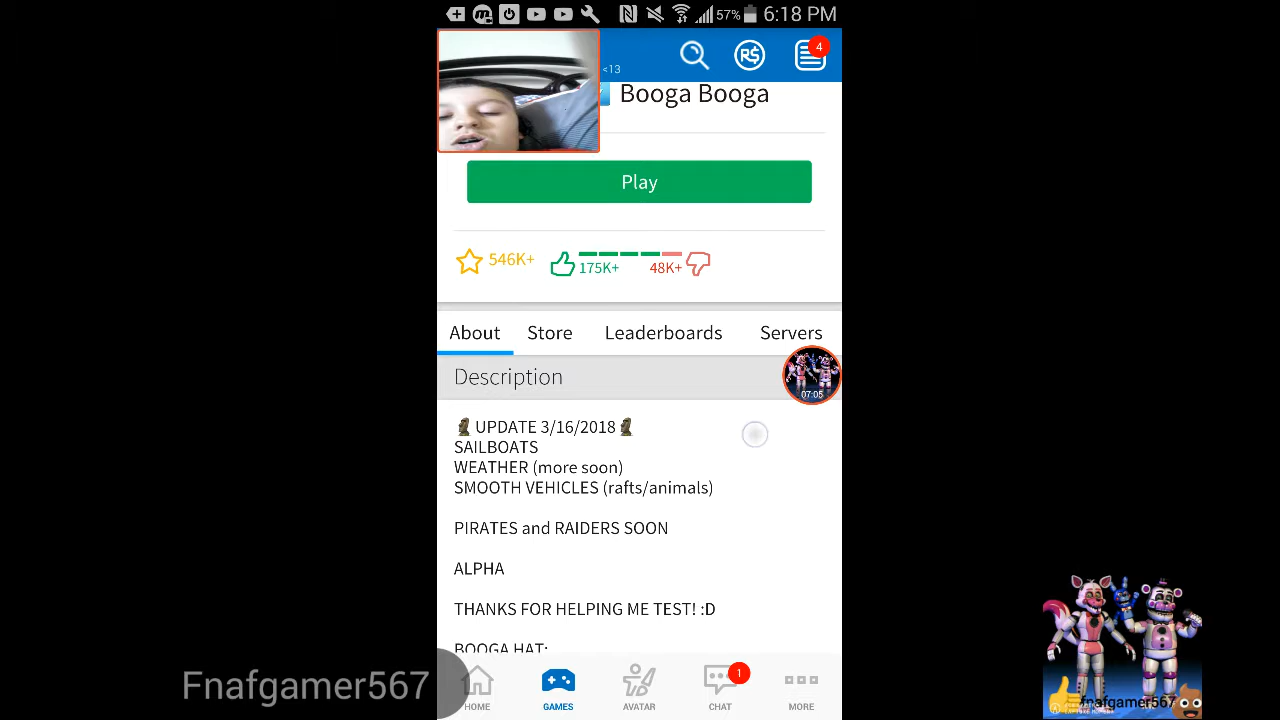 57% 6:18 PM
<13
R$
4
Booga Booga
Play
546K+
175K+
48K+
About Store Leaderboards Servers
Description
07:05
UPDATE 3/16/2018
SAILBOATS
WEATHER (more soon)
SMOOTH VEHICLES (rafts/animals)
PIRATES and RAIDERS SOON
ALPHA
THANKS FOR HELPING ME TEST! :D
BOOGA HAT:
1
HOME GAMES AVATAR CHAT MORE
Fnafgamer567
fnafgamer567